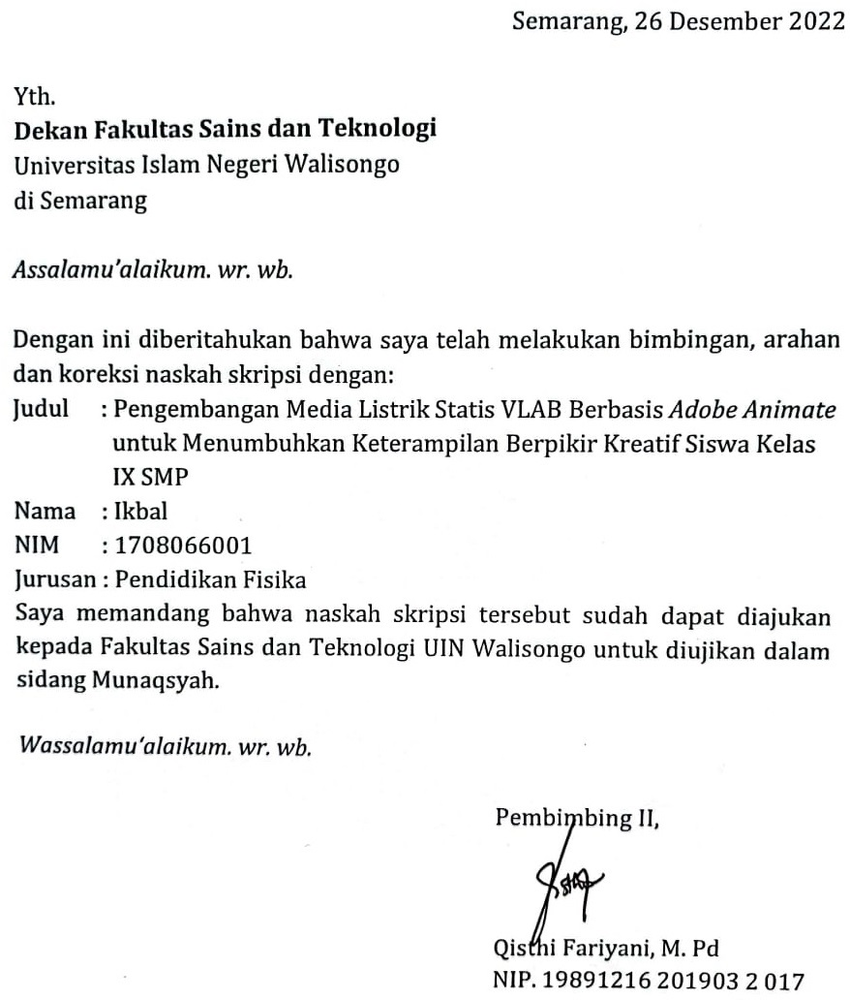 Semarang, 26 Desember 2022
Yth.
Dekan Fakultas Sains dan Teknologi
Universitas Islam Negeri Walisongo
di Semarang
Assalamu'alaikum. wr. wb.
Dengan ini diberitahukan bahwa saya telah melakukan bimbingan, arahan
dan koreksi naskah skripsi dengan:
Judul : Pengembangan Media Listrik Statis VLAB Berbasis Adobe Animate
untuk Menumbuhkan Keterampilan Berpikir Kreatif Siswa Kelas
IX SMP
Nama : Ikbal
NIM : 1708066001
Jurusan : Pendidikan Fisika
Saya memandang bahwa naskah skripsi tersebut sudah dapat diajukan
kepada Fakultas Sains dan Teknologi UIN Walisongo untuk diujikan dalam
sidang Munaqsyah.
Wassalamu'alaikum. wr. wb.
Pembimbing II,
Qisthi Fariyani, M. Pd
NIP. 19891216 201903 2 017